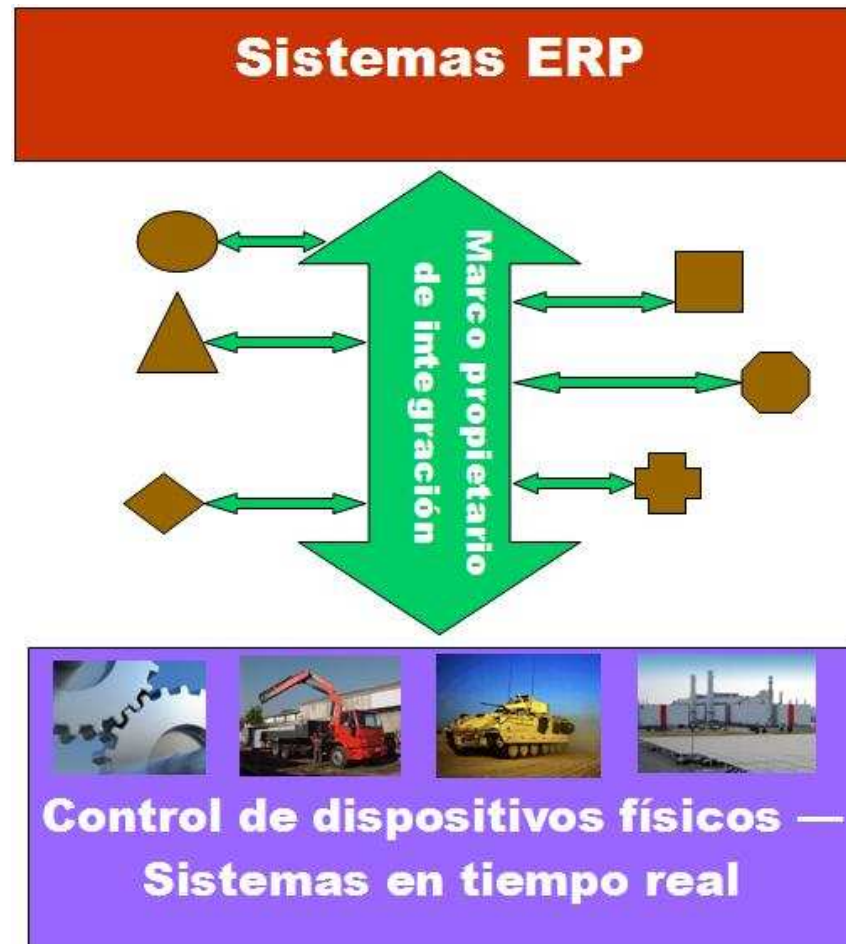 Sistemas ERP
Marco propietario
de integración
Control de dispositivos físicos —
Sistemas en tiempo real